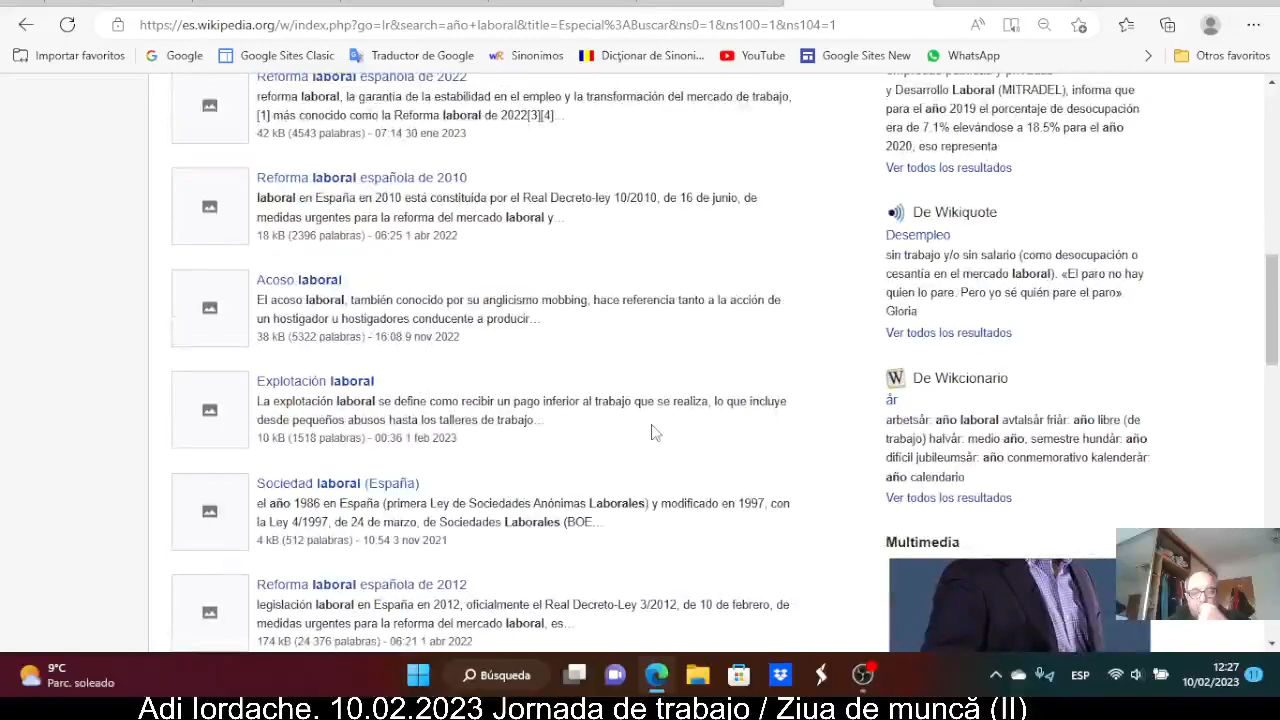 https://es.wikipedia.org/w/index.php?go=Ir&search=año+laboral&title=Especial%3ABuscar&ns0=1&ns100=1&ns104=1
Importar favoritos
Google
Google Sites Clasic
Traductor de Google
Sinonimos
Dicționar de Sinoni...
YouTube
Google Sites New
WhatsApp
Otros favoritos
Reforma laboral española de 2022
reforma laboral, la garantía de la estabilidad en el empleo y la transformación del mercado de trabajo,
[1] más conocido como la Reforma laboral de 2022[3][4]...
42 kB (4543 palabras) - 07:14 30 ene 2023
Reforma laboral española de 2010
laboral en España en 2010 está constituida por el Real Decreto-ley 10/2010, de 16 de junio, de
medidas urgentes para la reforma del mercado laboral y...
18 kB (2396 palabras) - 06:25 1 abr 2022
Acoso laboral
El acoso laboral, también conocido por su anglicismo mobbing, hace referencia tanto a la acción de
un hostigador u hostigadores conducente a producir...
38 kB (5322 palabras) - 16:08 9 nov 2022
Explotación laboral
La explotación laboral se define como recibir un pago inferior al trabajo que se realiza, lo que incluye
desde pequeños abusos hasta los talleres de trabajo...
10 kB (1518 palabras) - 00:36 1 feb 2023
Sociedad laboral (España)
el año 1986 en España (primera Ley de Sociedades Anónimas Laborales) y modificado en 1997, con
la Ley 4/1997, de 24 de marzo, de Sociedades Laborales (BOE...
4 kB (512 palabras) - 10:54 3 nov 2021
Reforma laboral española de 2012
legislación laboral en España en 2012, oficialmente el Real Decreto-Ley 3/2012, de 10 de febrero, de
medidas urgentes para la reforma del mercado laboral, es...
174 kB (24 376 palabras) - 06:21 1 abr 2022
y Desarrollo Laboral (MITRADEL), informa que
para el año 2019 el porcentaje de desocupación
era de 7.1% elevándose a 18.5% para el año
2020, eso representa
Ver todos los resultados
De Wikiquote
Desempleo
sin trabajo y/o sin salario (como desocupación o
cesantía en el mercado laboral). «El paro no hay
quien lo pare. Pero yo sé quién pare el paro».
Gloria
Ver todos los resultados
De Wikcionario
år
arbetsår: año laboral avtalsår friår: año libre (de
trabajo) halvår: medio año, semestre hundår: año
difícil jubileumsår: año conmemorativo kalenderår:
año calendario
Ver todos los resultados
Multimedia
9°C
Parc. soleado
Búsqueda
ESP
12:27
10/02/2023
Adi Iordache. 10.02.2023 Jornada de trabajo / Ziua de muncă (II)